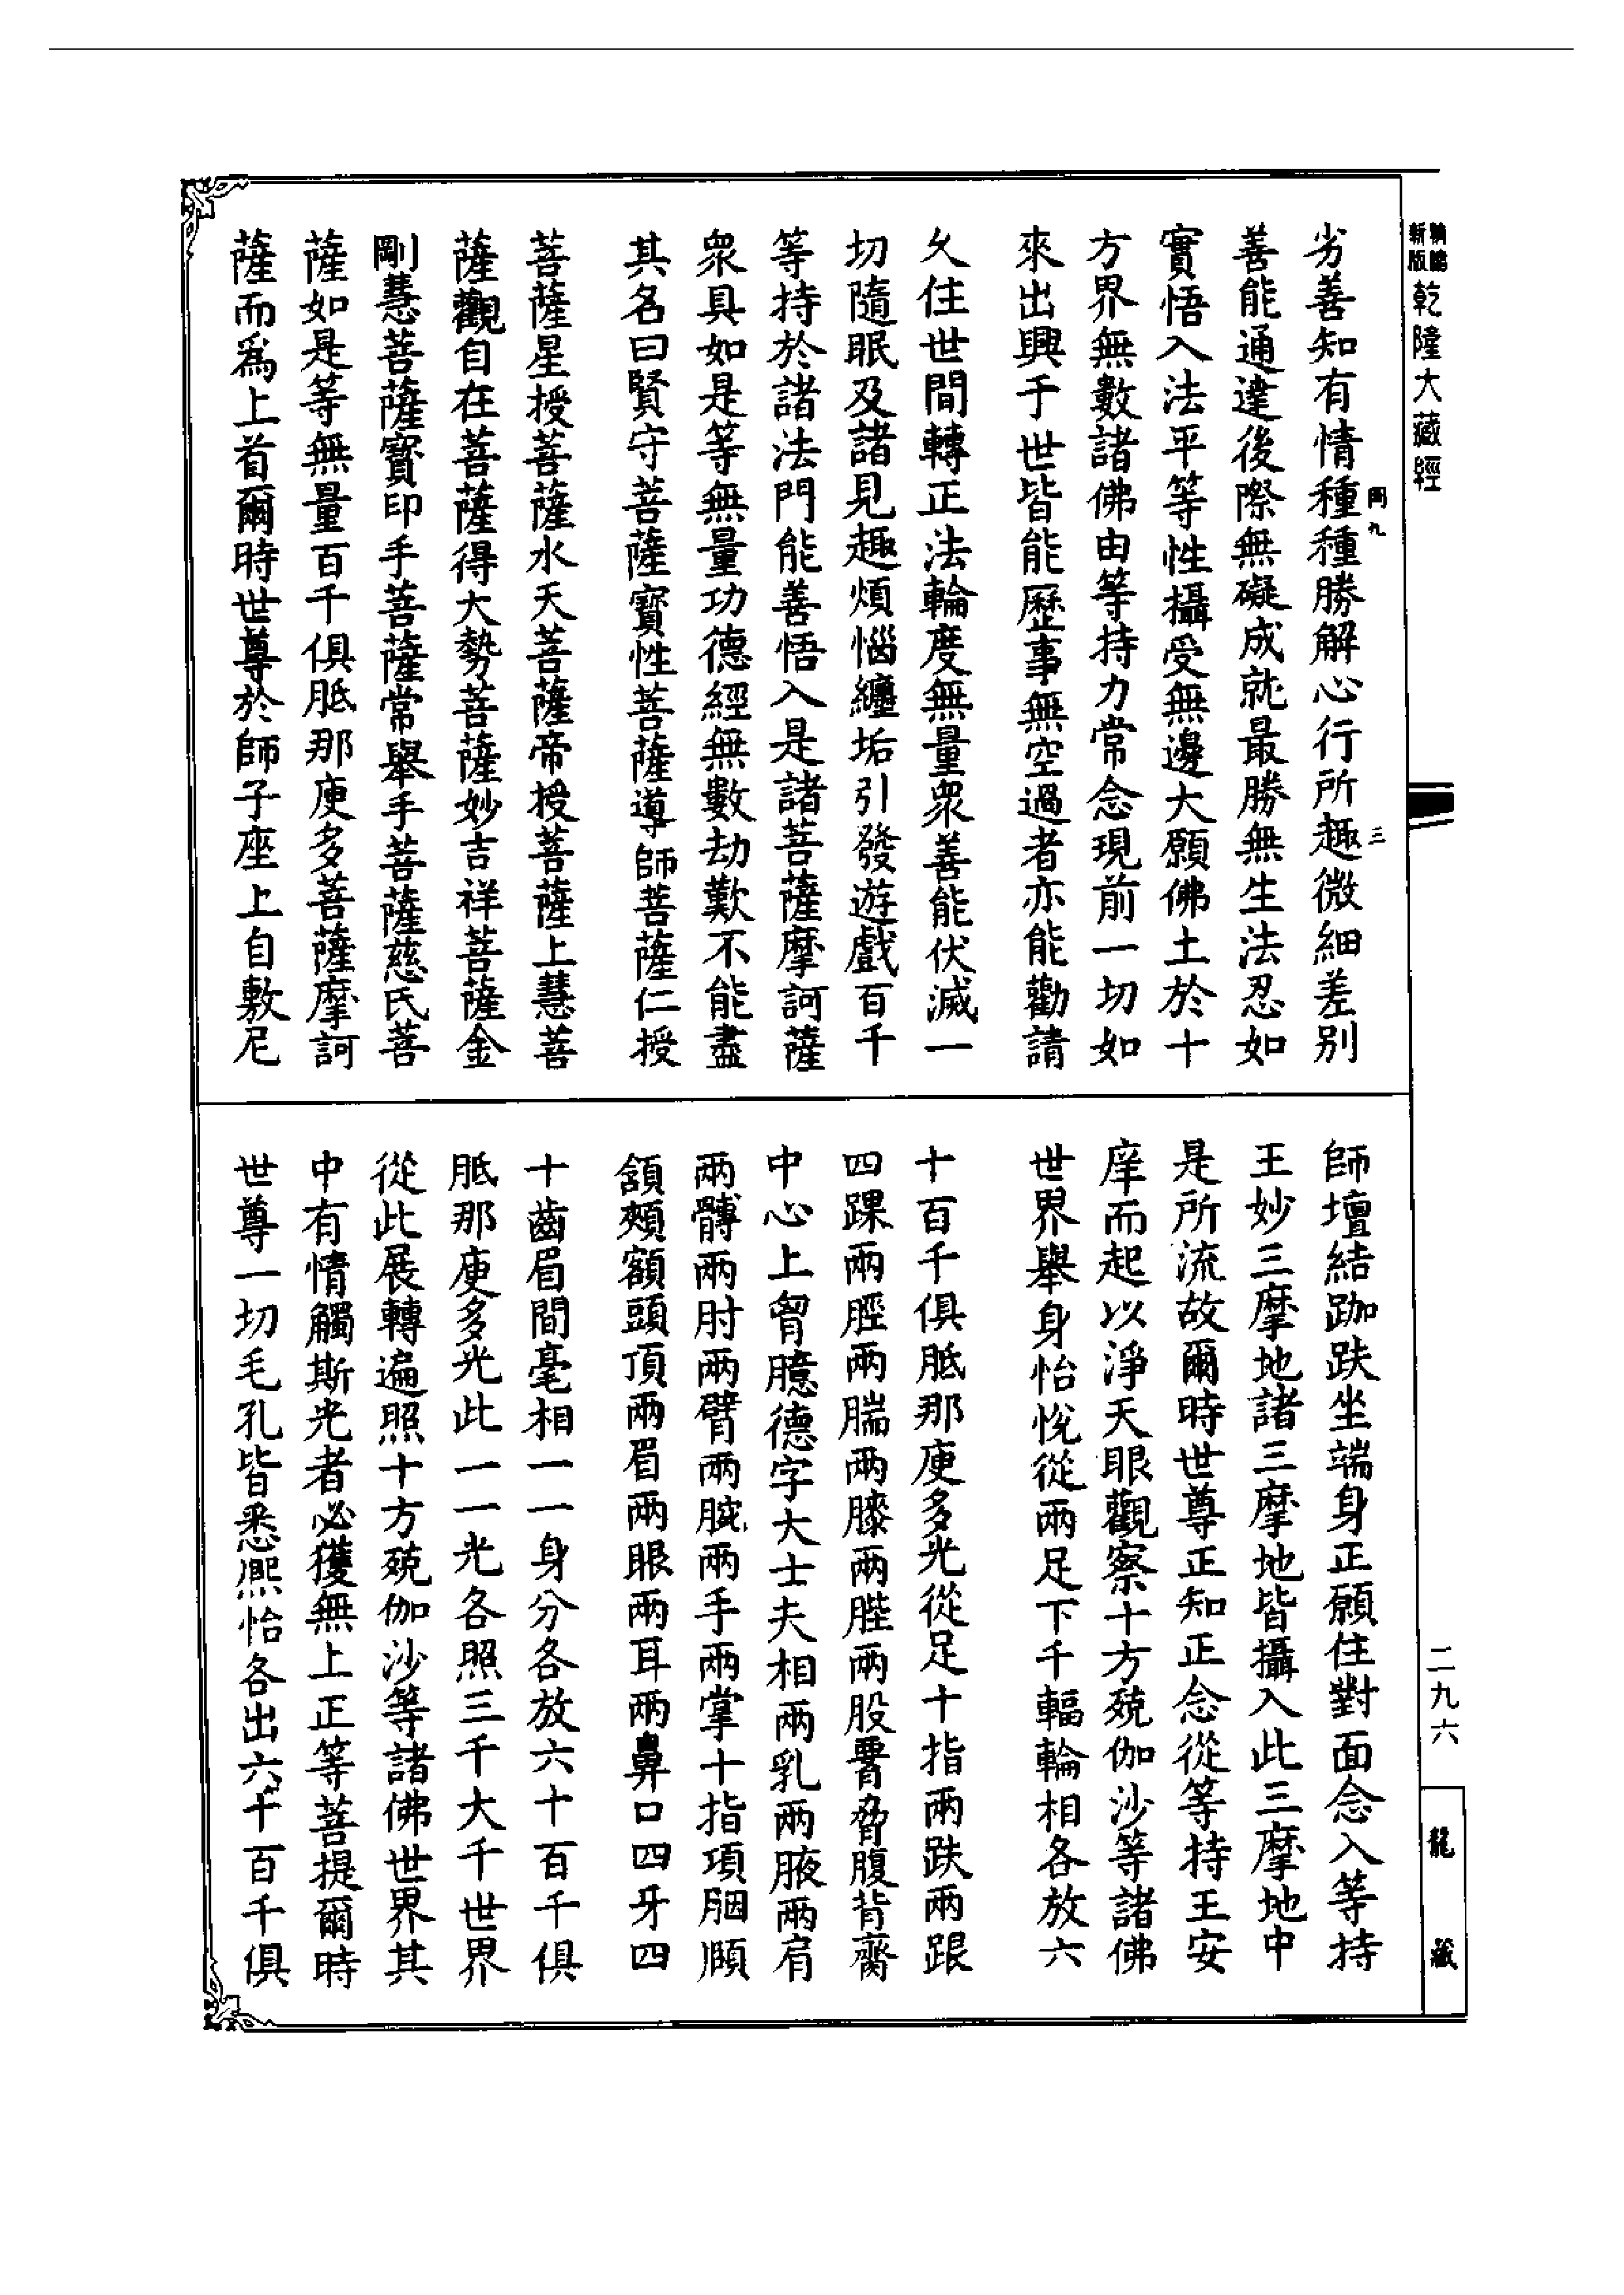 新版
乾隆大藏經
劣善知有情種種勝解心行所趣微細差別
善能通達後際無礙成就最勝無生法忍如
實悟入法平等性攝受無邊大願佛土於十
方界無數諸佛由等持力常念現前一切如
來出興于世皆能歷事無空過者亦能勸請
久住世間轉正法輪度無量衆善能伏滅一
切隨眠及諸見趣煩惱纏垢引發遊戲百千
等持於諸法門能善悟入是諸菩薩摩訶薩
衆具如是等無量功德經無數劫歎不能盡
其名曰賢守菩薩寶性菩薩導師菩薩仁授
菩薩星授菩薩水天菩薩帝授菩薩上慧菩
薩觀自在菩薩得大勢菩薩妙吉祥菩薩金
剛慧菩薩寶印手菩薩常舉手菩薩慈氏菩
薩如是等無量百千俱胝那庾多菩薩摩訶
薩而爲上首爾時世尊於師子座上自敷尼
三
師壇結跏趺坐端身正願住對面念入等持
王妙三摩地諸三摩地皆攝入此三摩地中
是所流故爾時世尊正知正念從等持王安
庠而起以淨天眼觀察十方殑伽沙等諸佛
世界舉身怡悅從兩足下千輻輪相各放六
十百千俱胝那庾多光從足十指兩趺兩跟
四踝兩脛兩腨兩膝兩䏶兩股腰脅腹背臍
中心上胷臆德字大士夫相兩乳兩腋兩肩
兩髆兩肘兩臂兩腕兩手兩掌十指項胭頤
頷頰額頭頂兩眉兩眼兩耳兩鼻口四牙四
十齒眉間毫相一一身分各放六十百千俱
胝那庾多光此一一光各照三千大千世界
從此展轉遍照十方殑伽沙等諸佛世界其
中有情觸斯光者必獲無上正等菩提爾時
世尊一切毛孔皆悉熙怡各出六十百千俱
二九六
龍藏